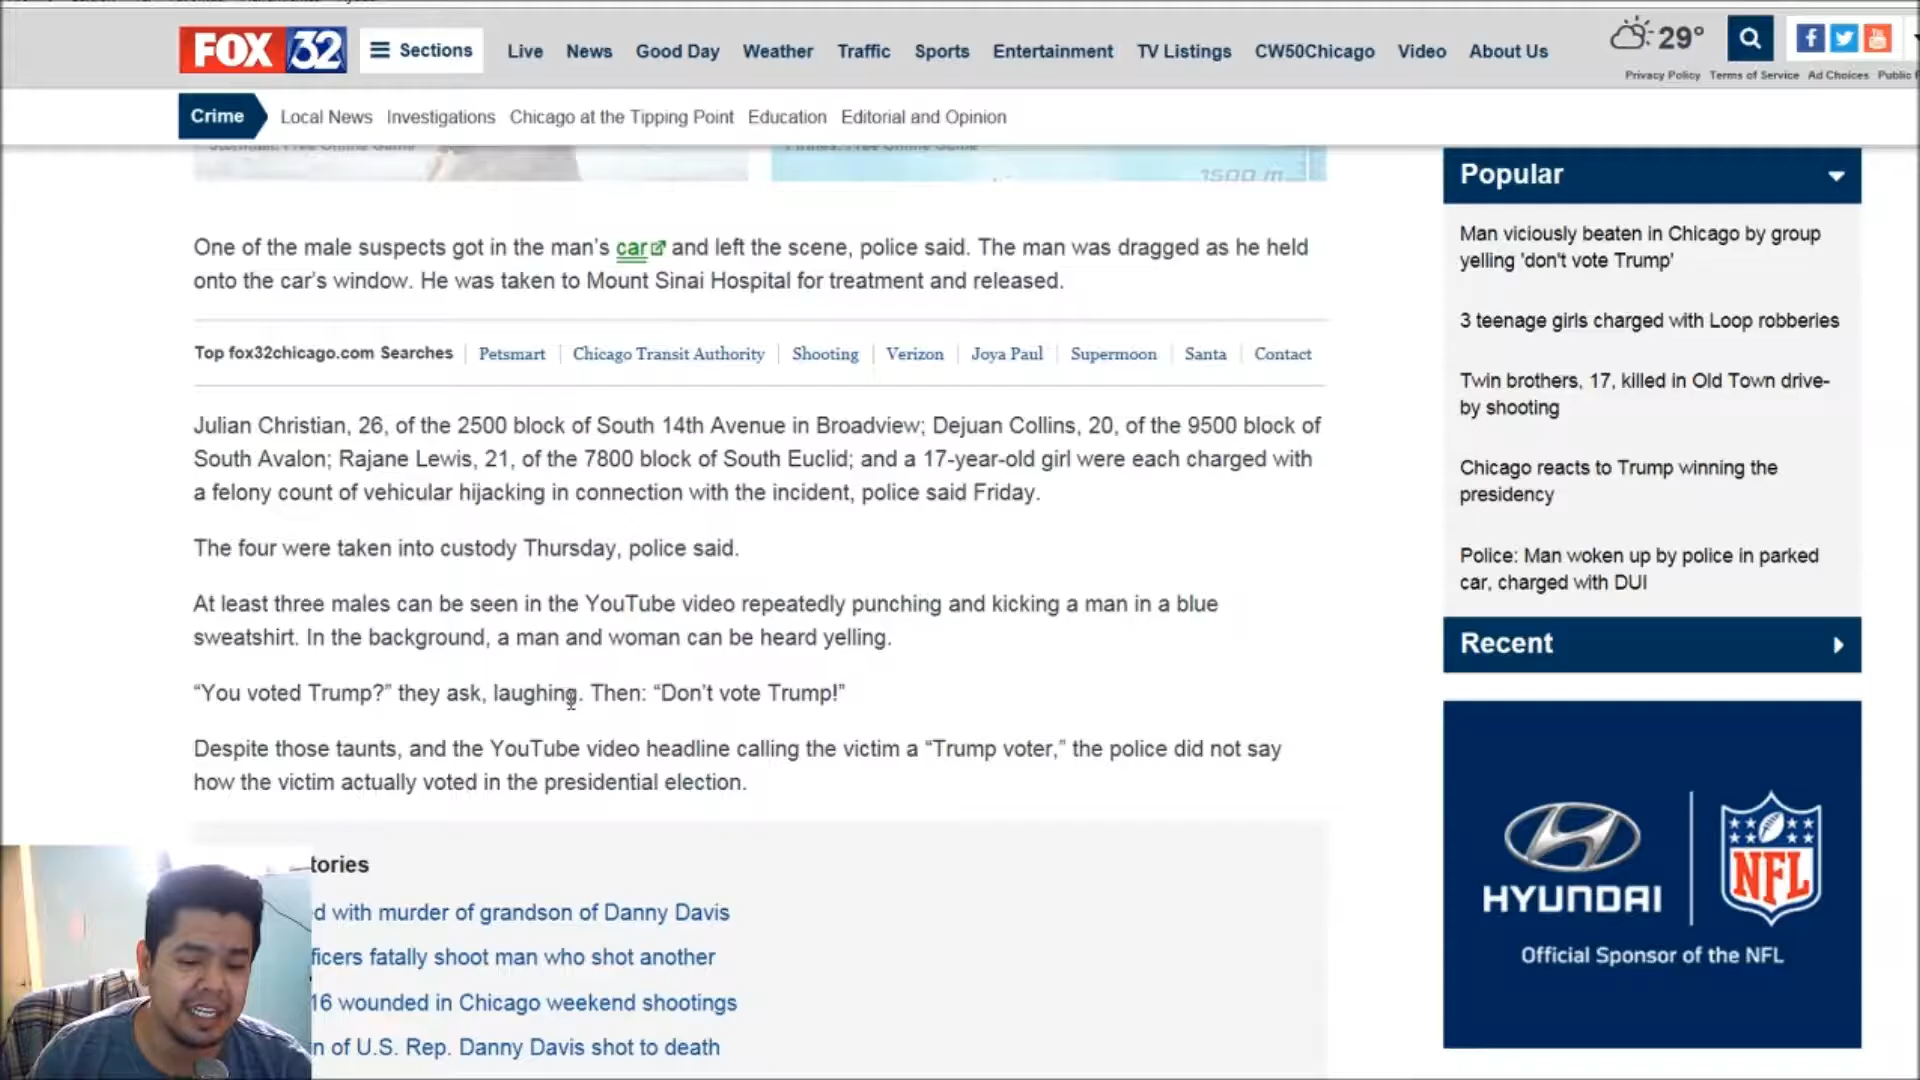 FOX 32
Sections
Live News Good Day Weather Traffic Sports Entertainment TV Listings CW50Chicago Video About Us
29°
Privacy Policy Terms of Service Ad Choices Public
Crime
Local News Investigations Chicago at the Tipping Point Education Editorial and Opinion
1500 m
One of the male suspects got in the man's car and left the scene, police said. The man was dragged as he held
onto the car's window. He was taken to Mount Sinai Hospital for treatment and released.
Top fox32chicago.com Searches Petsmart Chicago Transit Authority Shooting Verizon Joya Paul Supermoon Santa Contact
Julian Christian, 26, of the 2500 block of South 14th Avenue in Broadview; Dejuan Collins, 20, of the 9500 block of
South Avalon; Rajane Lewis, 21, of the 7800 block of South Euclid; and a 17-year-old girl were each charged with
a felony count of vehicular hijacking in connection with the incident, police said Friday.
The four were taken into custody Thursday, police said.
At least three males can be seen in the YouTube video repeatedly punching and kicking a man in a blue
sweatshirt. In the background, a man and woman can be heard yelling.
“You voted Trump?” they ask, laughing. Then: “Don't vote Trump!”
Despite those taunts, and the YouTube video headline calling the victim a “Trump voter,” the police did not say
how the victim actually voted in the presidential election.
tories
d with murder of grandson of Danny Davis
ficers fatally shoot man who shot another
16 wounded in Chicago weekend shootings
n of U.S. Rep. Danny Davis shot to death
Popular
Man viciously beaten in Chicago by group
yelling 'don't vote Trump'
3 teenage girls charged with Loop robberies
Twin brothers, 17, killed in Old Town drive-
by shooting
Chicago reacts to Trump winning the
presidency
Police: Man woken up by police in parked
car, charged with DUI
Recent
HYUNDAI
NFL
Official Sponsor of the NFL